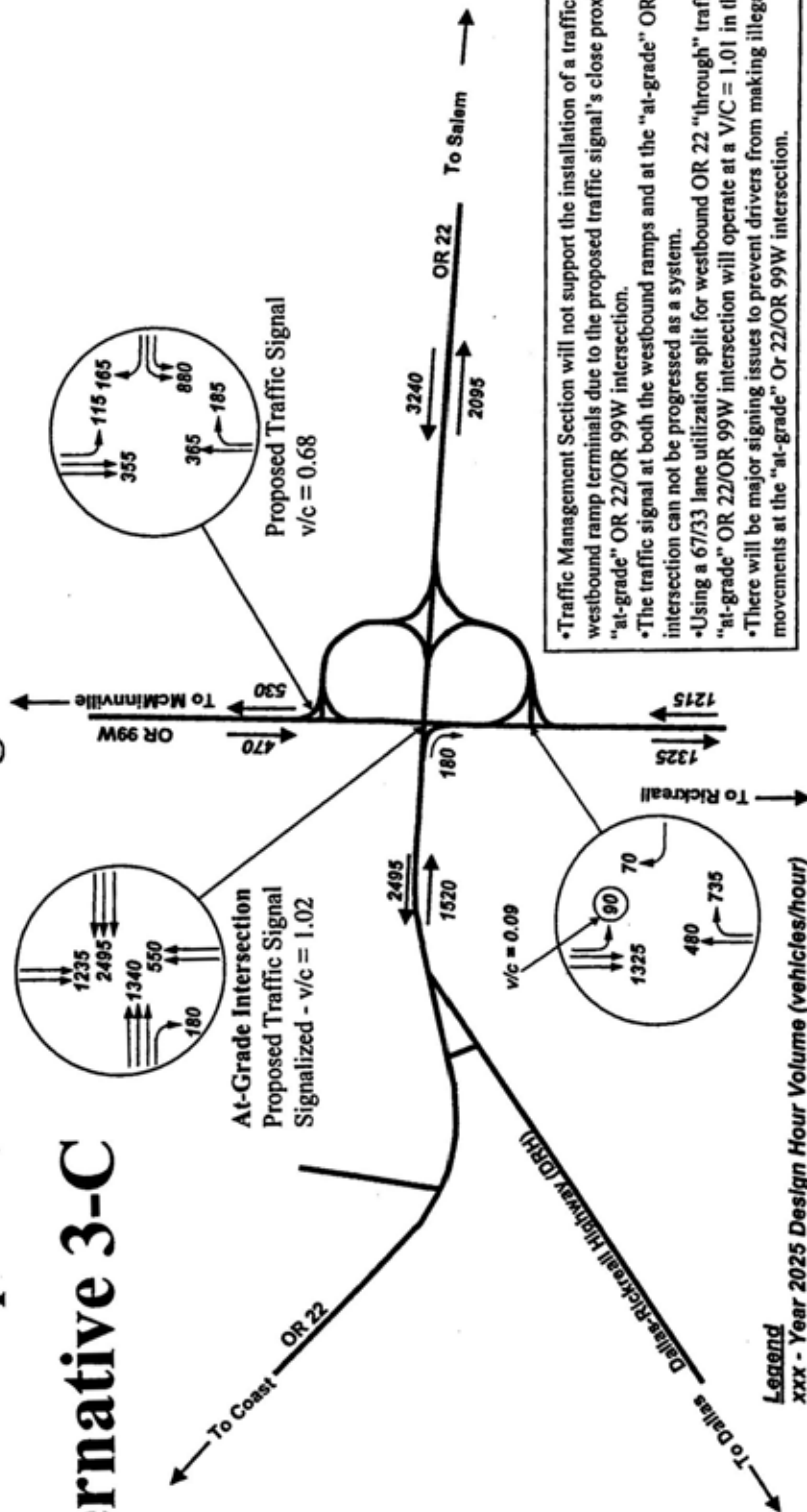 rnative 3-C
At-Grade Intersection
Proposed Traffic Signal
Signalized - v/c = 1.02
1235
2495
1340
550
180
Proposed Traffic Signal
v/c = 0.68
355
115
165
880
365
185
OR 99W
To McMinnville
470
530
OR 22
To Salem
3240
2095
2495
1520
180
To Coast
OR 22
Dallas-Rickreall Highway (DRH)
To Dallas
v/c = 0.09
90
70
1325
480
735
To Rickreall
1325
1215
•Traffic Management Section will not support the installation of a traffic
westbound ramp terminals due to the proposed traffic signal's close prox
"at-grade" OR 22/OR 99W intersection.
•The traffic signal at both the westbound ramps and at the "at-grade" OR
intersection can not be progressed as a system.
•Using a 67/33 lane utilization split for westbound OR 22 "through" traf
"at-grade" OR 22/OR 99W intersection will operate at a V/C = 1.01 in th
•There will be major signing issues to prevent drivers from making illega
movements at the "at-grade" Or 22/OR 99W intersection.
Legend
xxx - Year 2025 Design Hour Volume (vehicles/hour)